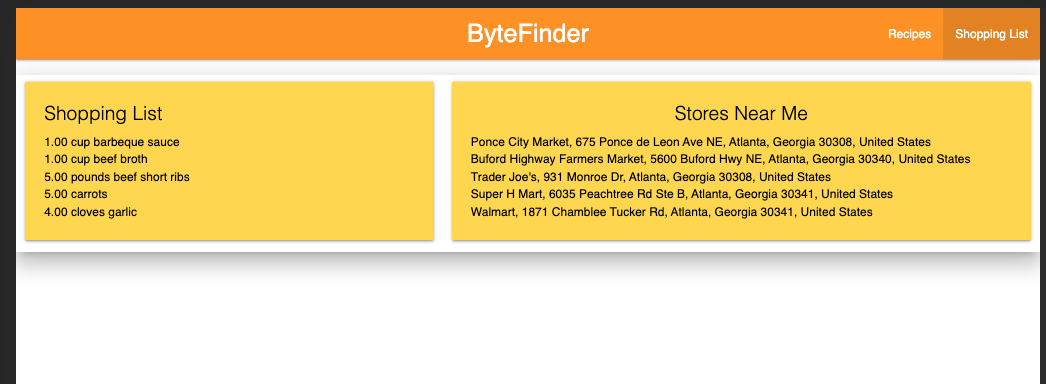 ByteFinder
Recipes
Shopping List
Shopping List
1.00 cup barbeque sauce
1.00 cup beef broth
5.00 pounds beef short ribs
5.00 carrots
4.00 cloves garlic
Stores Near Me
Ponce City Market, 675 Ponce de Leon Ave NE, Atlanta, Georgia 30308, United States
Buford Highway Farmers Market, 5600 Buford Hwy NE, Atlanta, Georgia 30340, United States
Trader Joe's, 931 Monroe Dr, Atlanta, Georgia 30308, United States
Super H Mart, 6035 Peachtree Rd Ste B, Atlanta, Georgia 30341, United States
Walmart, 1871 Chamblee Tucker Rd, Atlanta, Georgia 30341, United States